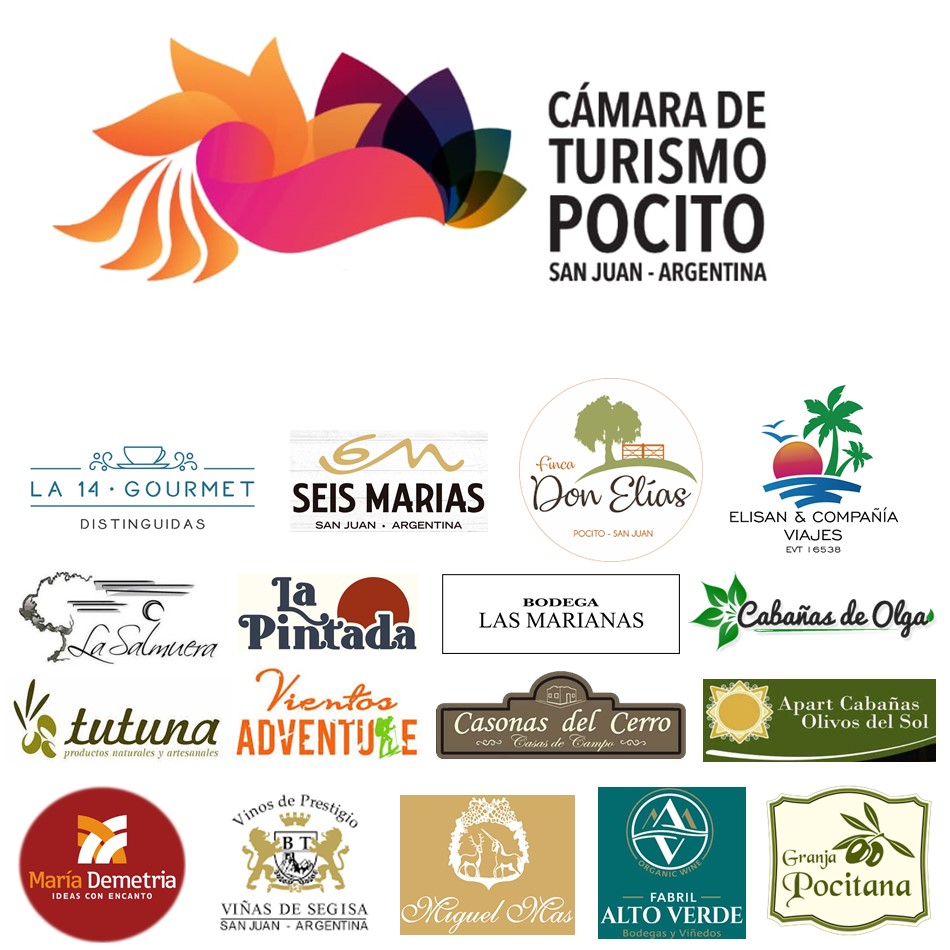 CÁMARA DE
TURISMO
POCITO
SAN JUAN - ARGENTINA
LA 14 · GOURMET
DISTINGUIDAS
6M
SEIS MARIAS
SAN JUAN • ARGENTINA
Finca
Don Elías
POCITO - SAN JUAN
ELISAN & COMPAÑÍA
VIAJES
EVT 16538
La Salmuera
La
Pintada
BODEGA
LAS MARIANAS
Cabañas de Olga
tutuna
productos naturales y artesanales
Vientos
ADVENTURE
Casonas del Cerro
Casas de Campo
Apart Cabañas
Olivos del Sol
María Demetria
IDEAS CON ENCANTO
Vinos de Prestigio
B T
VIÑAS DE SEGISA
SAN JUAN - ARGENTINA
Miguel Mas
ORGANIC WINE
FABRIL
ALTO VERDE
Bodegas y Viñedos
Granja
Pocitana